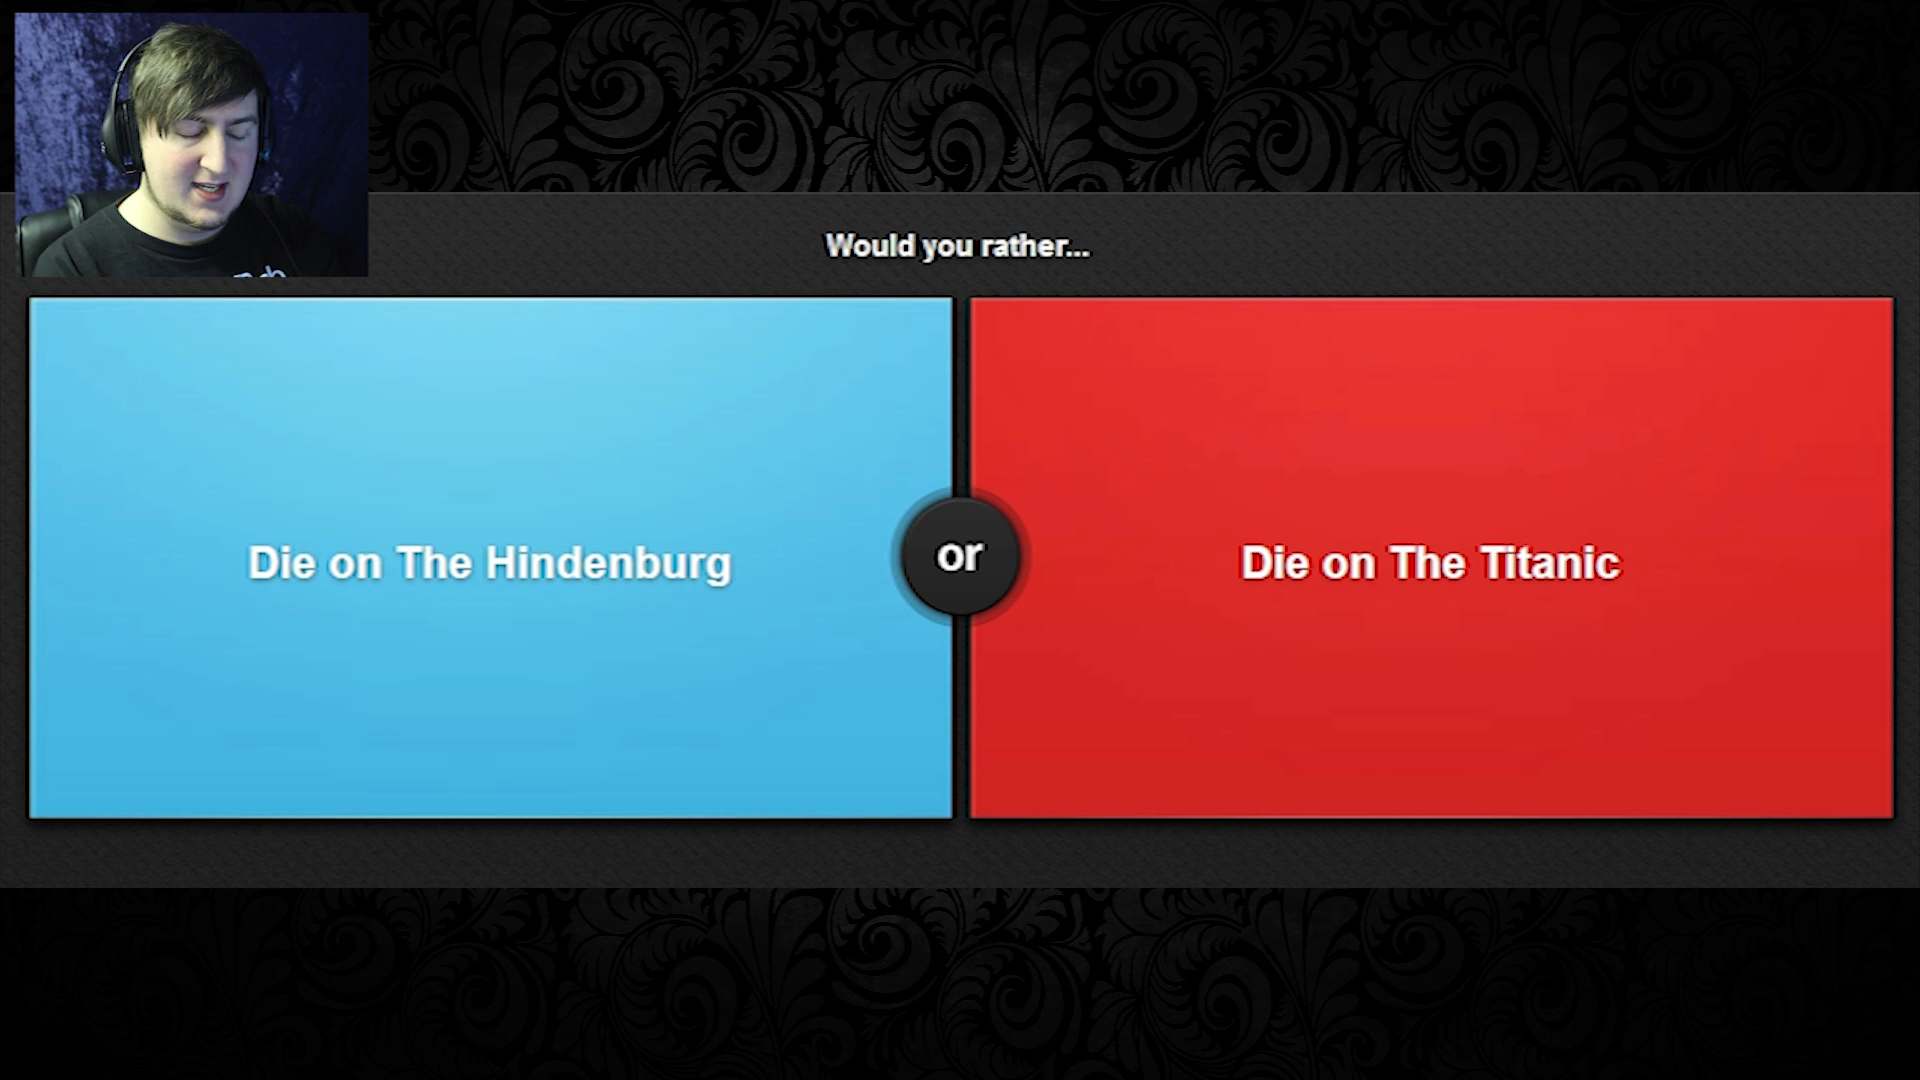 Would you rather...
Die on The Hindenburg
or
Die on The Titanic